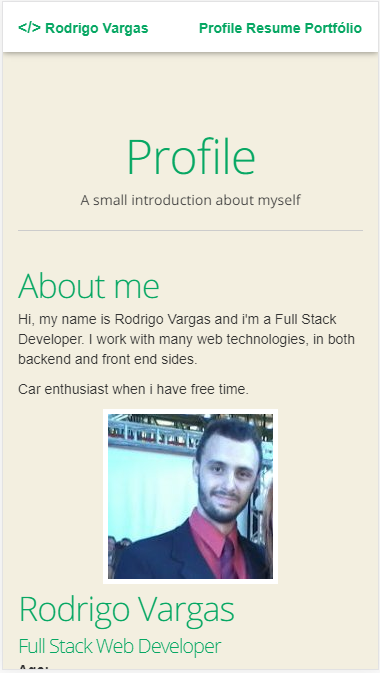 </> Rodrigo Vargas Profile Resume Portfólio
Profile
A small introduction about myself
About me
Hi, my name is Rodrigo Vargas and i'm a Full Stack
Developer. I work with many web technologies, in both
backend and front end sides.
Car enthusiast when i have free time.
Rodrigo Vargas
Full Stack Web Developer
Age: